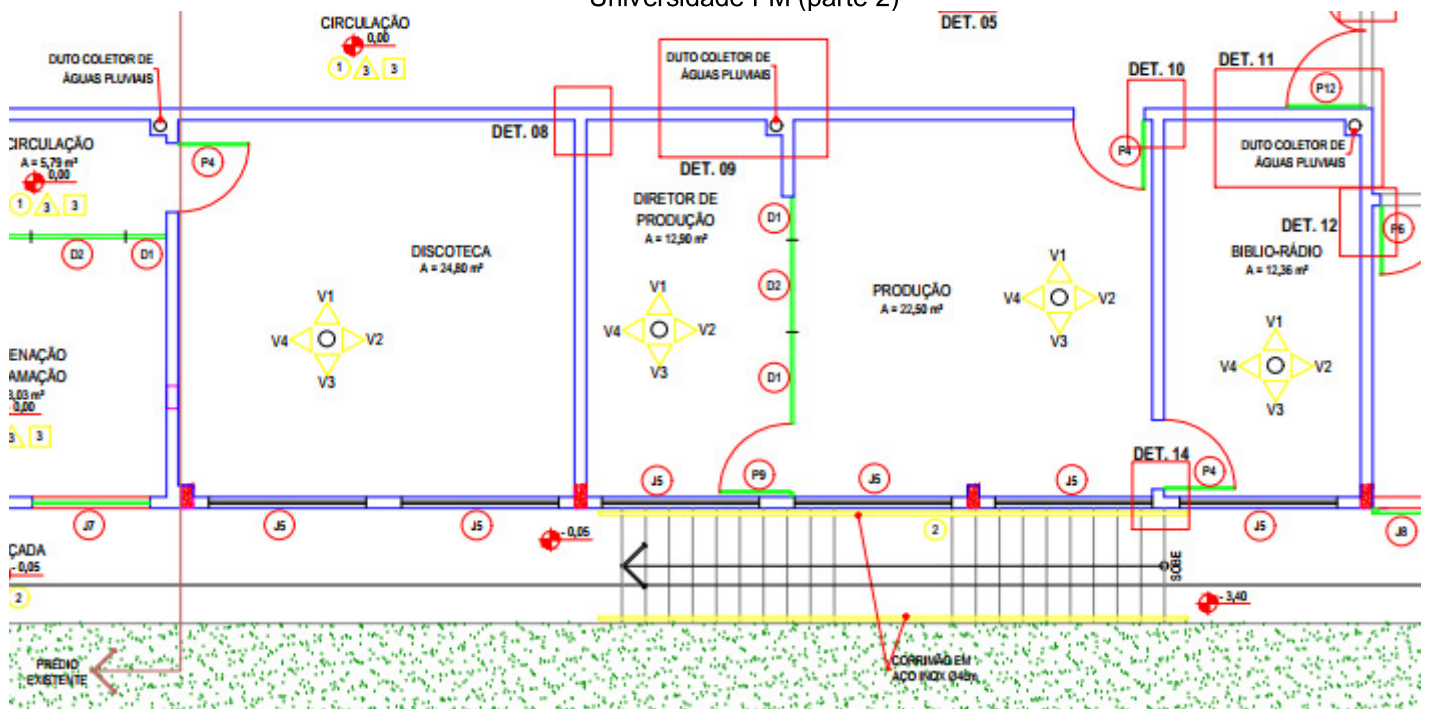 Universidade FM (parte 2)
CIRCULAÇÃO
0,00
1 3 3
DET. 05
DUTO COLETOR DE
ÁGUAS PLUVIAIS
DUTO COLETOR DE
ÁGUAS PLUVIAIS
DET. 10
DET. 11
P12
DET. 08
DET. 09
P4
P4
DUTO COLETOR DE
ÁGUAS PLUVIAIS
CIRCULAÇÃO
A = 5,79 m²
0,00
1 3 3
D2
D1
DISCOTECA
A = 24,80 m²
V1
V4 V2
V3
DIRETOR DE
PRODUÇÃO
A = 12,90 m²
V1
V4 V2
V3
D1
D2
D1
PRODUÇÃO
A = 22,50 m²
V1
V4 V2
V3
DET. 12
P6
BIBLIO-RÁDIO
A = 12,36 m²
V1
V4 V2
V3
ENAÇÃO
AMAÇÃO
3,03 m²
0,00
3 3
DET. 14
P4
P9
J7
J5
J5
J5
J5
J5
J5
J8
ÇADA
- 0,05
2
- 0,05
2
SOBE
- 3,40
PRÉDIO
EXISTENTE
CORRIMÃO EM
AÇO INOX